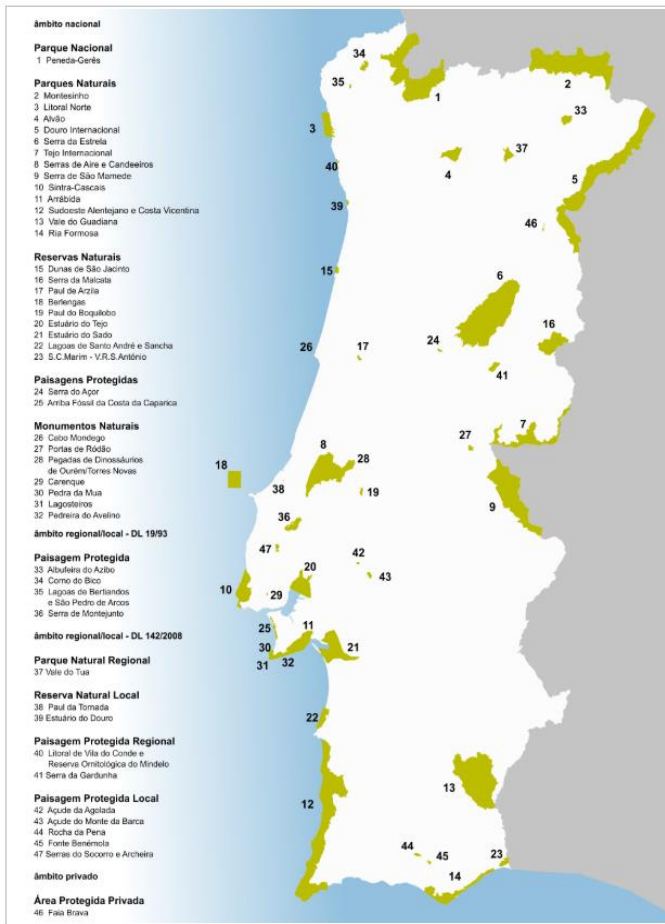 âmbito nacional
Parque Nacional
1 Peneda-Gerês
Parques Naturais
2 Montesinho
3 Litoral Norte
4 Alvão
5 Douro Internacional
6 Serra da Estrela
7 Tejo Internacional
8 Serras de Aire e Candeeiros
9 Serra de São Mamede
10 Sintra-Cascais
11 Arrábida
12 Sudoeste Alentejano e Costa Vicentina
13 Vale do Guadiana
14 Ria Formosa
Reservas Naturais
15 Dunas de São Jacinto
16 Serra da Malcata
17 Paul de Arzila
18 Berlengas
19 Paul do Boquilobo
20 Estuário do Tejo
21 Estuário do Sado
22 Lagoas de Santo André e Sancha
23 S.C.Marim - V.R.S.António
Paisagens Protegidas
24 Serra do Açor
25 Arriba Fóssil da Costa da Caparica
Monumentos Naturais
26 Cabo Mondego
27 Portas de Ródão
28 Pegadas de Dinossáurios
de Ourém/Torres Novas
29 Carenque
30 Pedra da Mua
31 Lagosteiros
32 Pedreira do Avelino
âmbito regional/local - DL 19/93
Paisagem Protegida
33 Albufeira do Azibo
34 Corno do Bico
35 Lagoas de Bertiandos
e São Pedro de Arcos
36 Serra de Montejunto
âmbito regional/local - DL 142/2008
Parque Natural Regional
37 Vale do Tua
Reserva Natural Local
38 Paul da Tornada
39 Estuário do Douro
Paisagem Protegida Regional
40 Litoral de Vila do Conde e
Reserva Ornitológica do Mindelo
41 Serra da Gardunha
Paisagem Protegida Local
42 Açude da Agolada
43 Açude do Monte da Barca
44 Rocha da Pena
45 Fonte Benémola
47 Serras do Socorro e Archeira
âmbito privado
Área Protegida Privada
46 Faia Brava
34
35
1
2
33
3
37
40
4
5
39
46
15
6
16
26
17
24
41
7
27
8
28
18
38
19
9
36
47
42
20
43
10
29
25
11
30
21
31
32
22
12
13
44
45
23
14